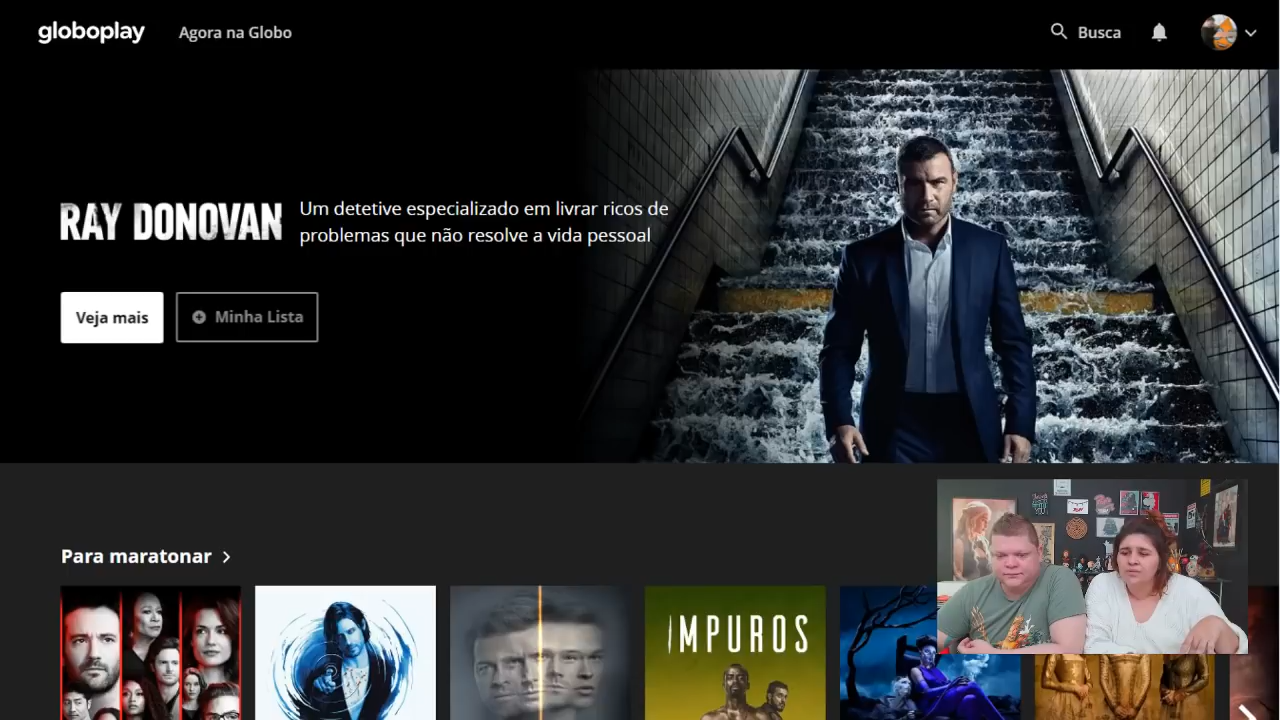 globoplay
Agora na Globo
Busca
RAY DONOVAN
Um detetive especializado em livrar ricos de
problemas que não resolve a vida pessoal
Veja mais
Minha Lista
Para maratonar
IMPUROS